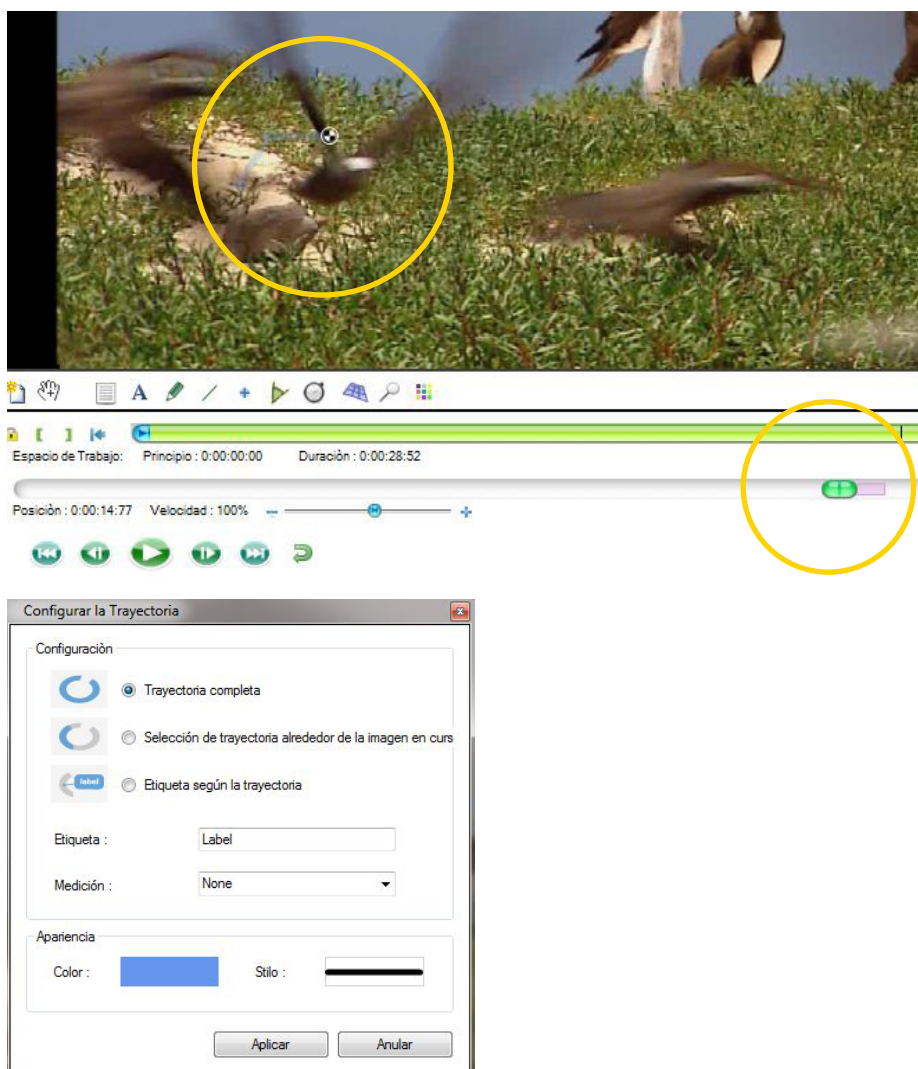 A
Espacio de Trabajo: Principio : 0:00:00:00 Duraciòn : 0:00:28:52
Posiciòn : 0:00:14:77 Velocidad : 100%
Configurar la Trayectoria
Configuraciòn
Trayectoria completa
Selección de trayectoria alrededor de la imagen en curs
label
Etiqueta según la trayectoria
Etiqueta : Label
Medición : None
Apariencia
Color : Stilo :
Aplicar Anular